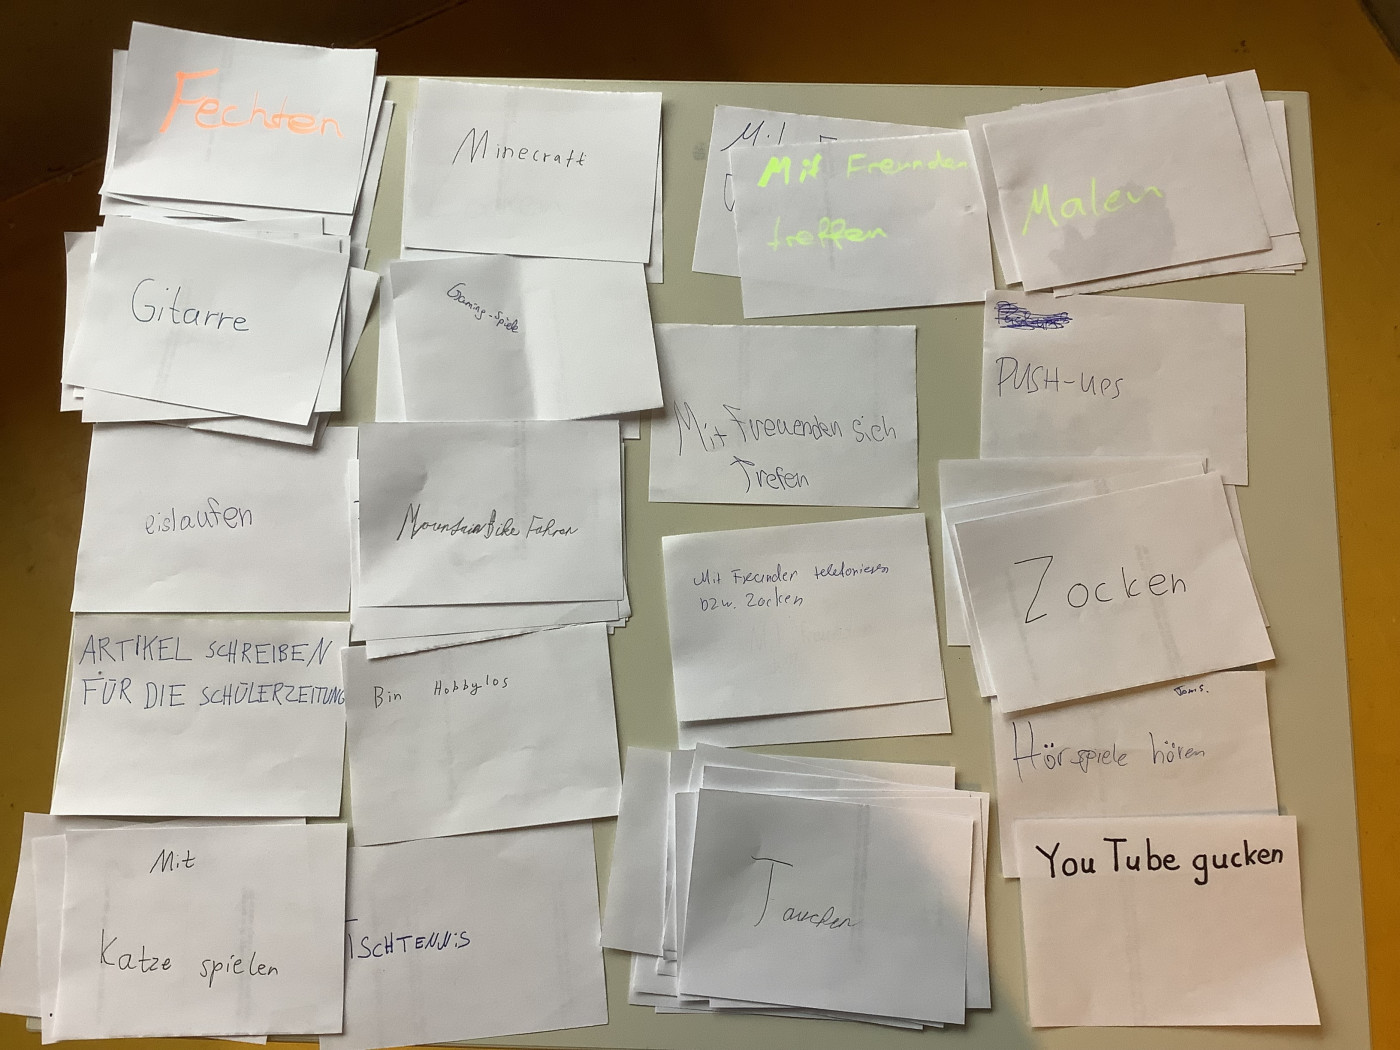 Fechten
Gitarre
eislaufen
ARTIKEL SCHREIBEN
FÜR DIE SCHÜLERZEITUNG
Mit
Katze spielen
Minecraft
Gaming-Spiele
Mountainbike Fahren
Bin Hobbylos
TISCHTENNIS
Mit Freunden
treffen
Mit Freuenden sich
Trefen
Mit Freunden telefonieren
bzw. Zocken
Tauchen
Malen
PUSH-UPS
Zocken
Hörspiele hören
YouTube gucken